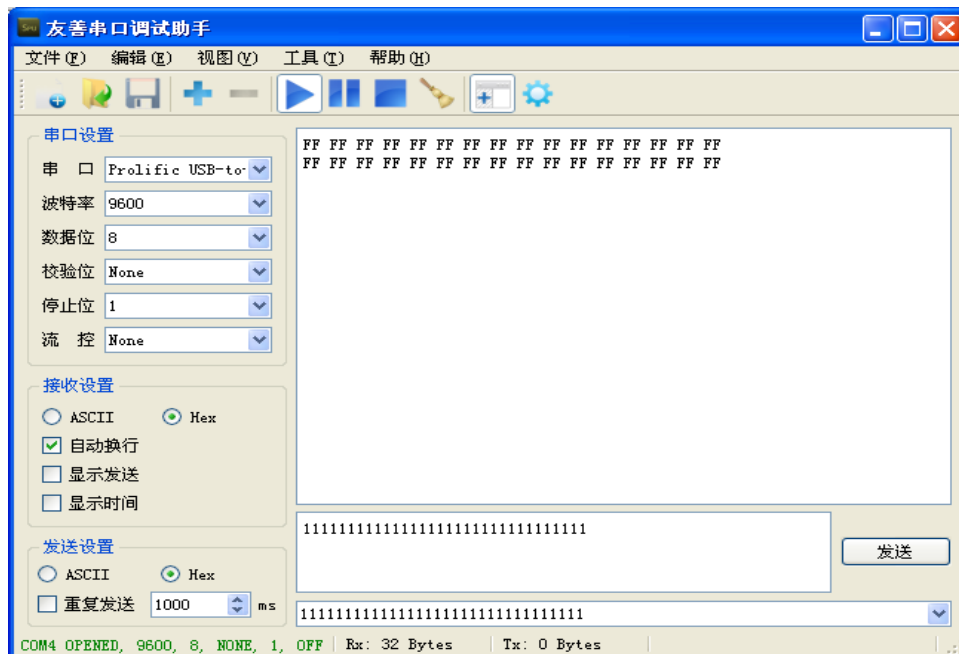 友善串口调试助手
文件(F) 编辑(E) 视图(V) 工具(T) 帮助(H)
串口设置
串 口 Prolific USB-to-
波特率 9600
数据位 8
校验位 None
停止位 1
流 控 None
接收设置
ASCII Hex
自动换行
显示发送
显示时间
发送设置
ASCII Hex
重复发送 1000 ms
FF FF FF FF FF FF FF FF FF FF FF FF FF FF FF FF
FF FF FF FF FF FF FF FF FF FF FF FF FF FF FF FF
11111111111111111111111111111111
发送
11111111111111111111111111111111
COM4 OPENED, 9600, 8, NONE, 1, OFF Rx: 32 Bytes Tx: 0 Bytes